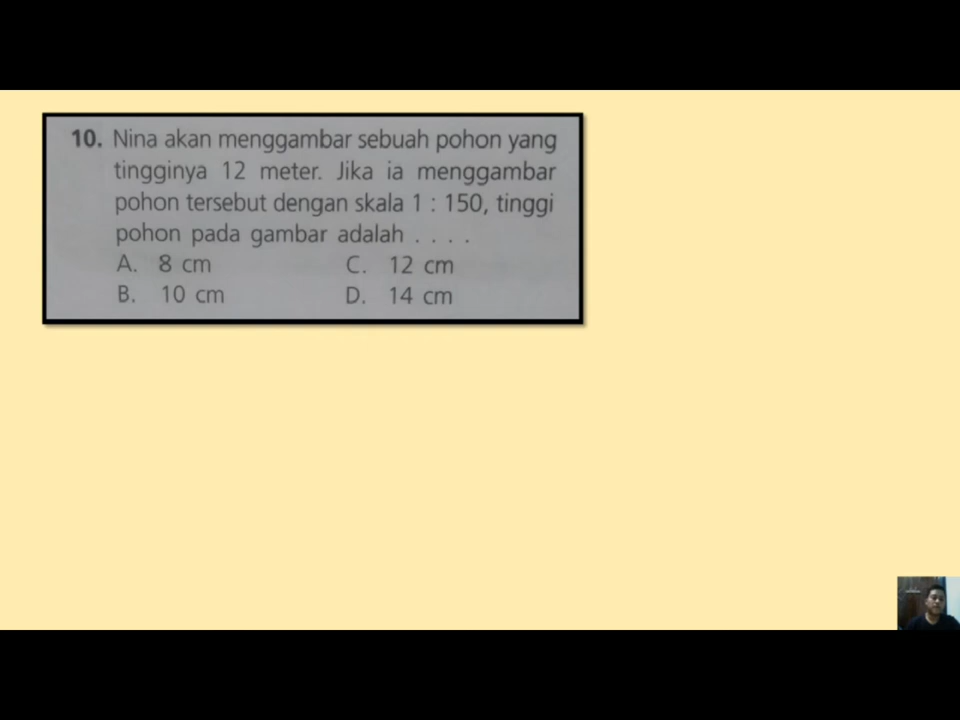 10. Nina akan menggambar sebuah pohon yang
tingginya 12 meter. Jika ia menggambar
pohon tersebut dengan skala 1 : 150, tinggi
pohon pada gambar adalah . . . .
A. 8 cm C. 12 cm
B. 10 cm D. 14 cm